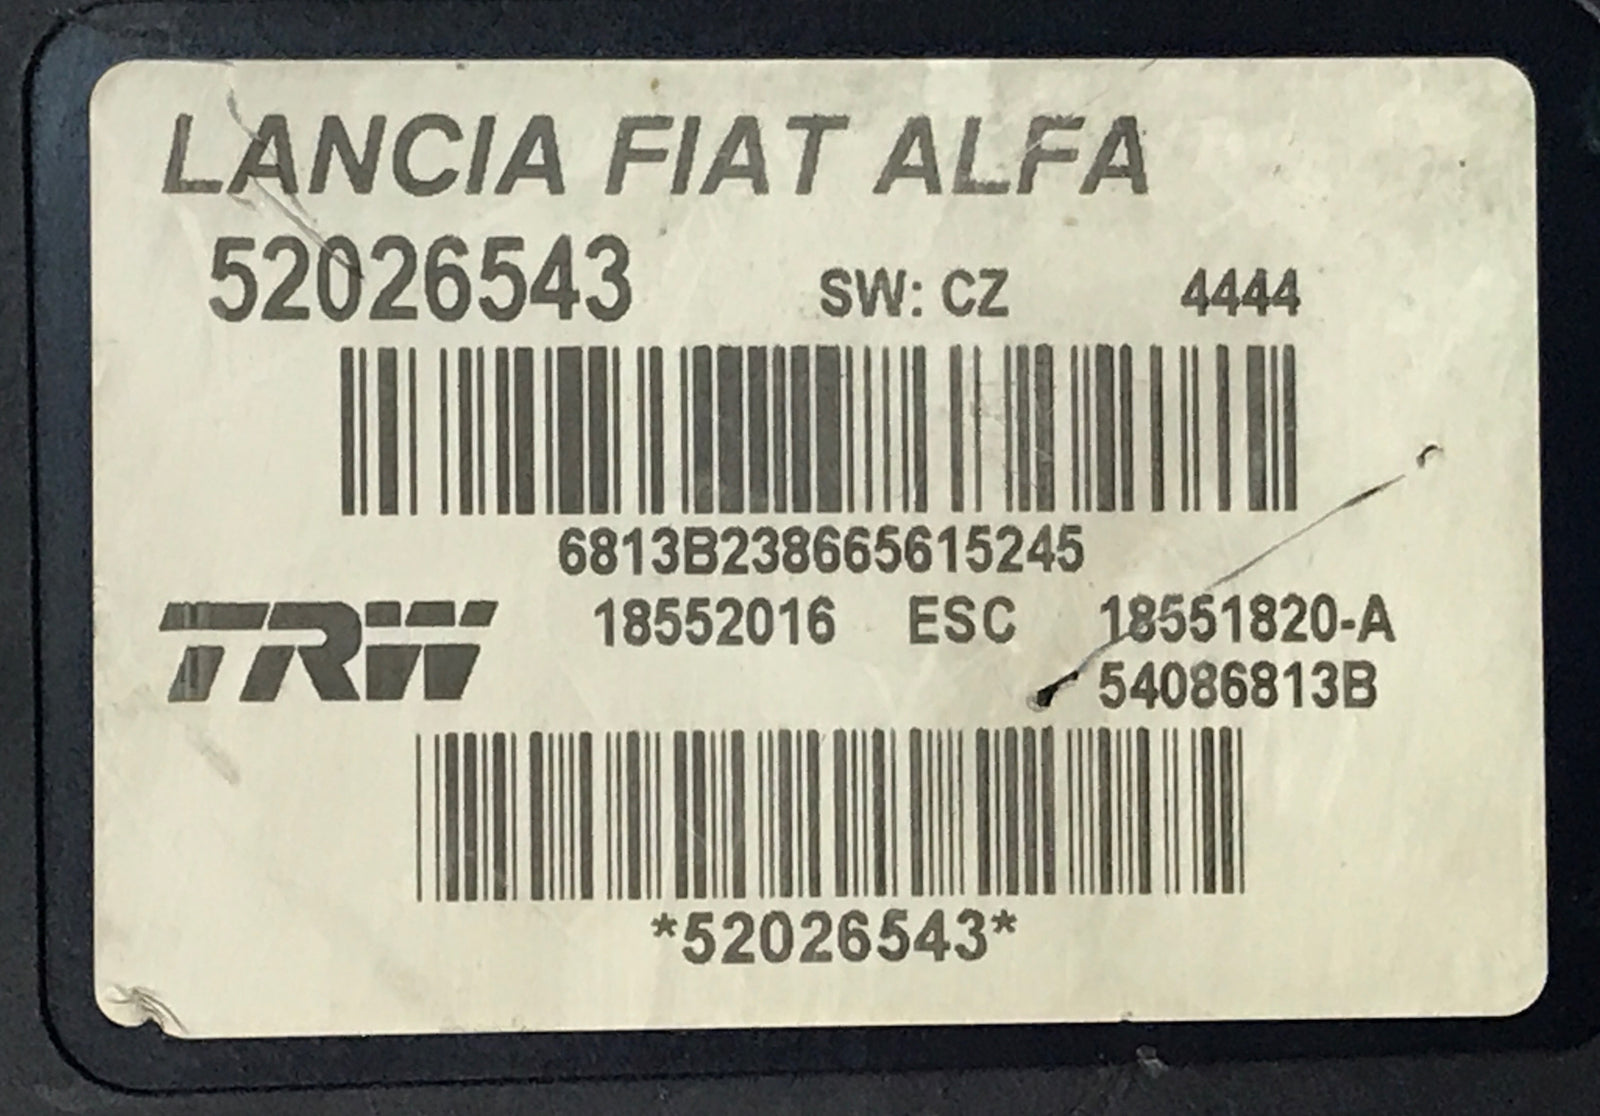 LANCIA FIAT ALFA
52026543 SW: CZ 4444
6813B238665615245
TRW 18552016 ESC 18551820-A
54086813B
*52026543*